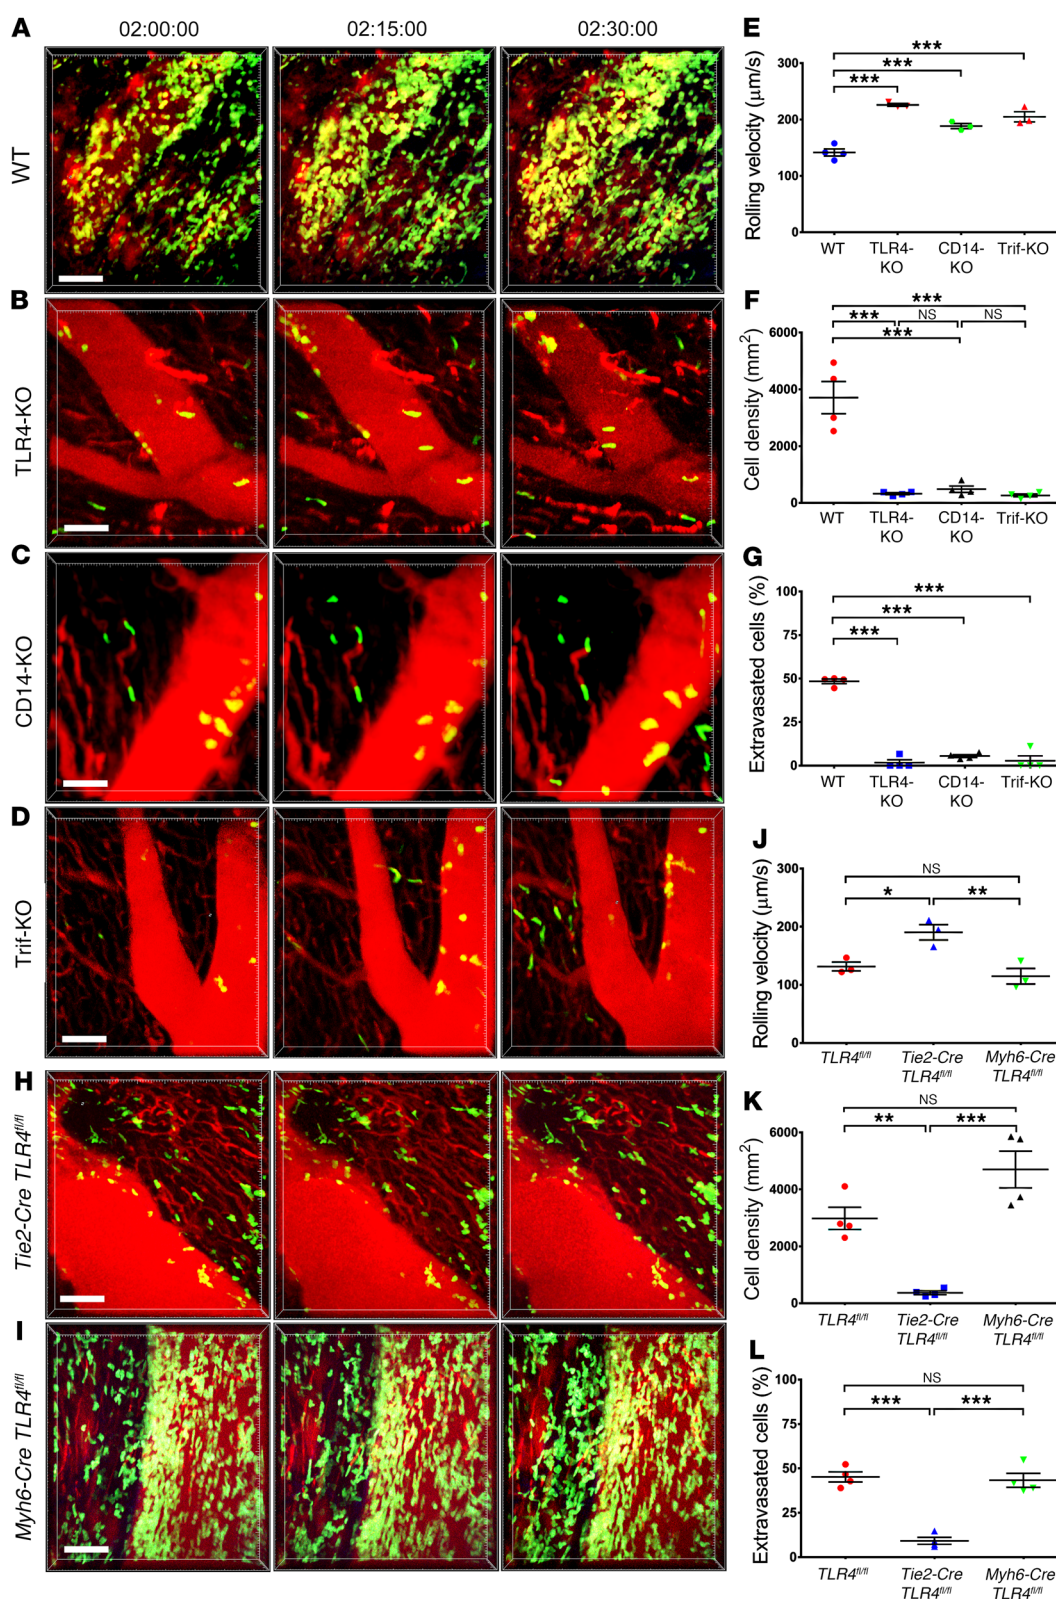 A
02:00:00
02:15:00
02:30:00
WT
B
TLR4-KO
C
CD14-KO
D
Trif-KO
H
Tie2-Cre TLR4fl/fl
I
Myh6-Cre TLR4fl/fl
E
Rolling velocity (µm/s)
300
200
100
0
***
***
***
WT
TLR4-
KO
CD14-
KO
Trif-KO
F
Cell density (mm2)
6000
4000
2000
0
***
*** NS NS
***
WT
TLR4-
KO
CD14-
KO
Trif-KO
G
Extravasated cells (%)
100
75
50
25
0
***
***
***
WT
TLR4-
KO
CD14-
KO
Trif-KO
J
Rolling velocity (µm/s)
300
200
100
0
NS
* **
TLR4fl/fl
Tie2-Cre
TLR4fl/fl
Myh6-Cre
TLR4fl/fl
K
Cell density (mm2)
6000
4000
2000
0
NS
** ***
TLR4fl/fl
Tie2-Cre
TLR4fl/fl
Myh6-Cre
TLR4fl/fl
L
Extravasated cells (%)
100
75
50
25
0
NS
*** ***
TLR4fl/fl
Tie2-Cre
TLR4fl/fl
Myh6-Cre
TLR4fl/fl